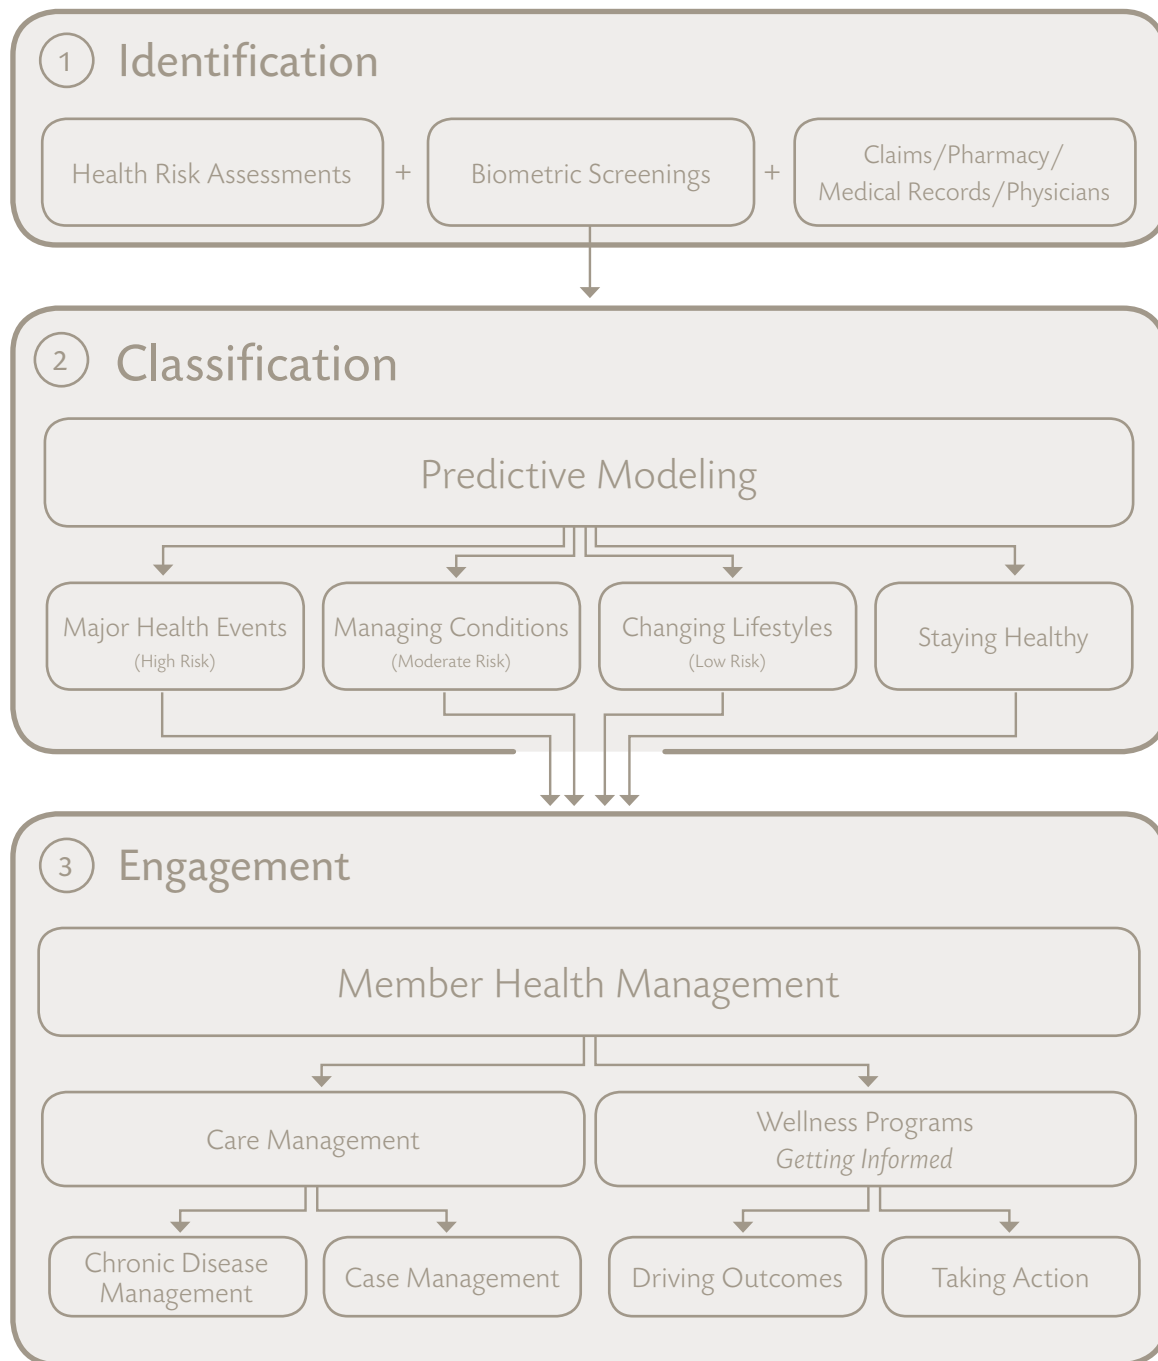 1 Identification
Health Risk Assessments + Biometric Screenings + Claims/Pharmacy/
Medical Records/Physicians
2 Classification
Predictive Modeling
Major Health Events
(High Risk)
Managing Conditions
(Moderate Risk)
Changing Lifestyles
(Low Risk)
Staying Healthy
3 Engagement
Member Health Management
Care Management
Wellness Programs
Getting Informed
Chronic Disease
Management
Case Management
Driving Outcomes
Taking Action